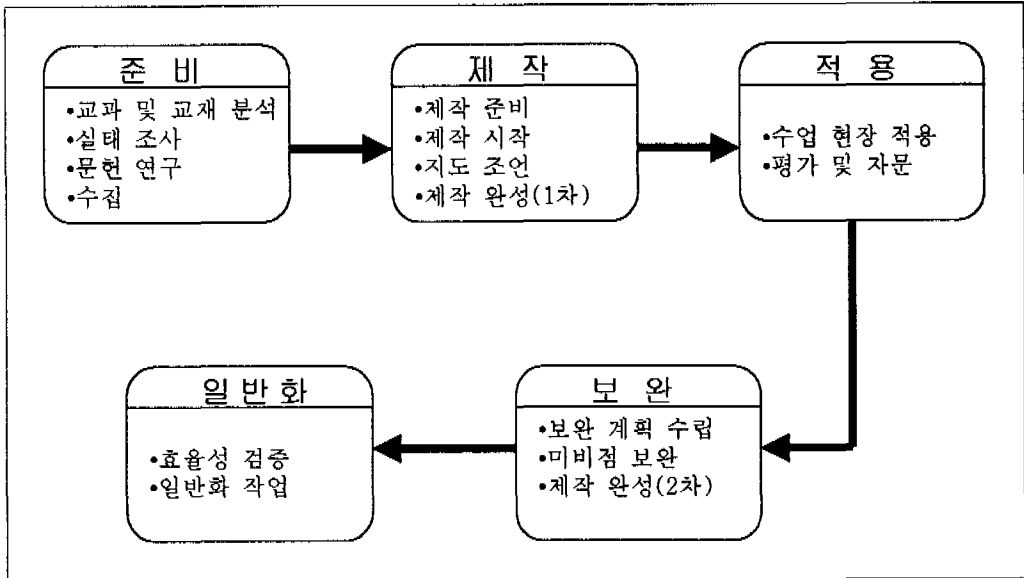 준 비
•교과 및 교재 분석
•실태 조사
•문헌 연구
•수집
제 작
•제작 준비
•제작 시작
•지도 조언
•제작 완성(1차)
적 용
•수업 현장 적용
•평가 및 자문
보 완
•보완 계획 수립
•미비점 보완
•제작 완성(2차)
일 반 화
•효율성 검증
•일반화 작업